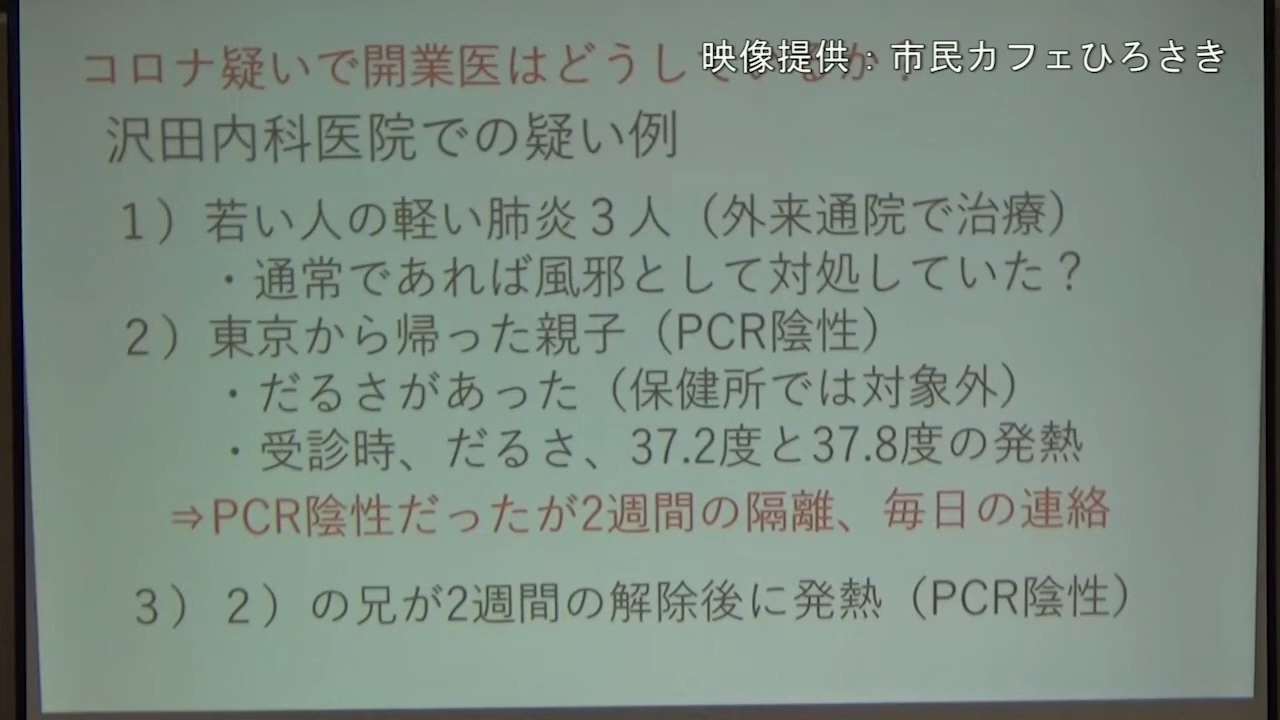 コロナ疑いで開業医はどうしているか？
映像提供：市民カフェひろさき
沢田内科医院での疑い例
１）若い人の軽い肺炎３人（外来通院で治療）
・通常であれば風邪として対処していた？
２）東京から帰った親子（PCR陰性）
・だるさがあった（保健所では対象外）
・受診時、だるさ、37.2度と37.8度の発熱
⇒PCR陰性だったが2週間の隔離、毎日の連絡
３）２）の兄が2週間の解除後に発熱（PCR陰性）